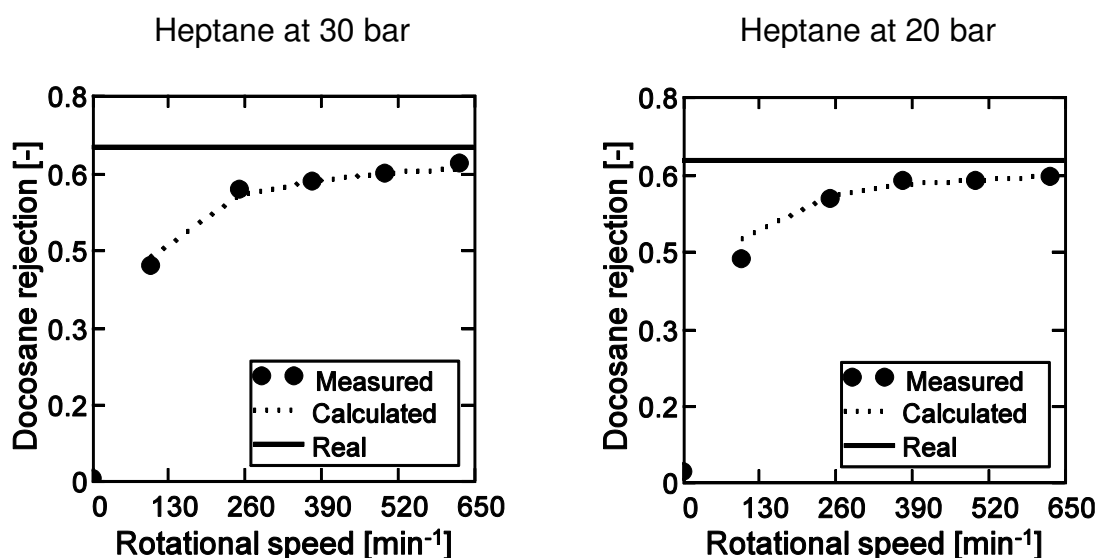 Heptane at 30 bar
0.8
0.6
0.5
0.3
0.2
0
Docosane rejection [-]
Measured
Calculated
Real
0 130 260 390 520 650
Rotational speed [min-1]
Heptane at 20 bar
0.8
0.6
0.5
0.3
0.2
0
Docosane rejection [-]
Measured
Calculated
Real
0 130 260 390 520 650
Rotational speed [min-1]